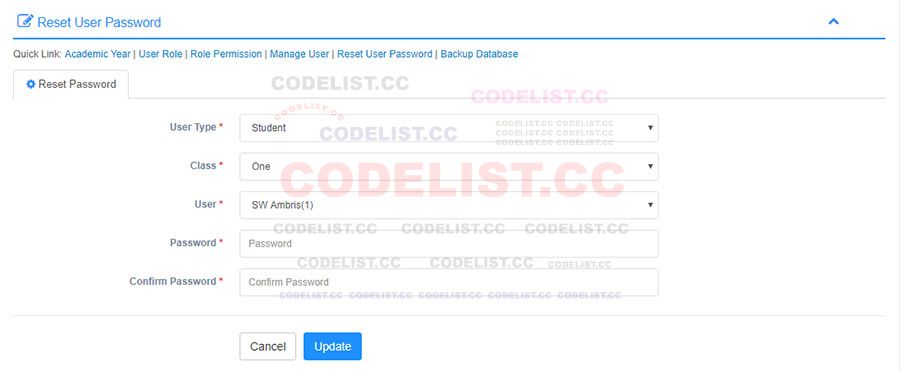 Reset User Password
Quick Link: Academic Year | User Role | Role Permission | Manage User | Reset User Password | Backup Database
Reset Password
CODELIST.CC
CODELIST.CC
CODELIST.CC
User Type * Student
CODELIST.CC
CODELIST.CC CODELIST.CC
CODELIST.CC CODELIST.CC
CODELIST.CC CODELIST.CC
Class * One
CODELIST.CC
User * SW Ambris(1)
CODELIST.CC CODELIST.CC CODELIST.CC
Password * Password
CODELIST.CC CODELIST.CC CODELIST.CC
Confirm Password * Confirm Password
CODELIST.CC CODELIST.CC CODELIST.CC CODELIST.CC CODELIST.CC
Cancel Update